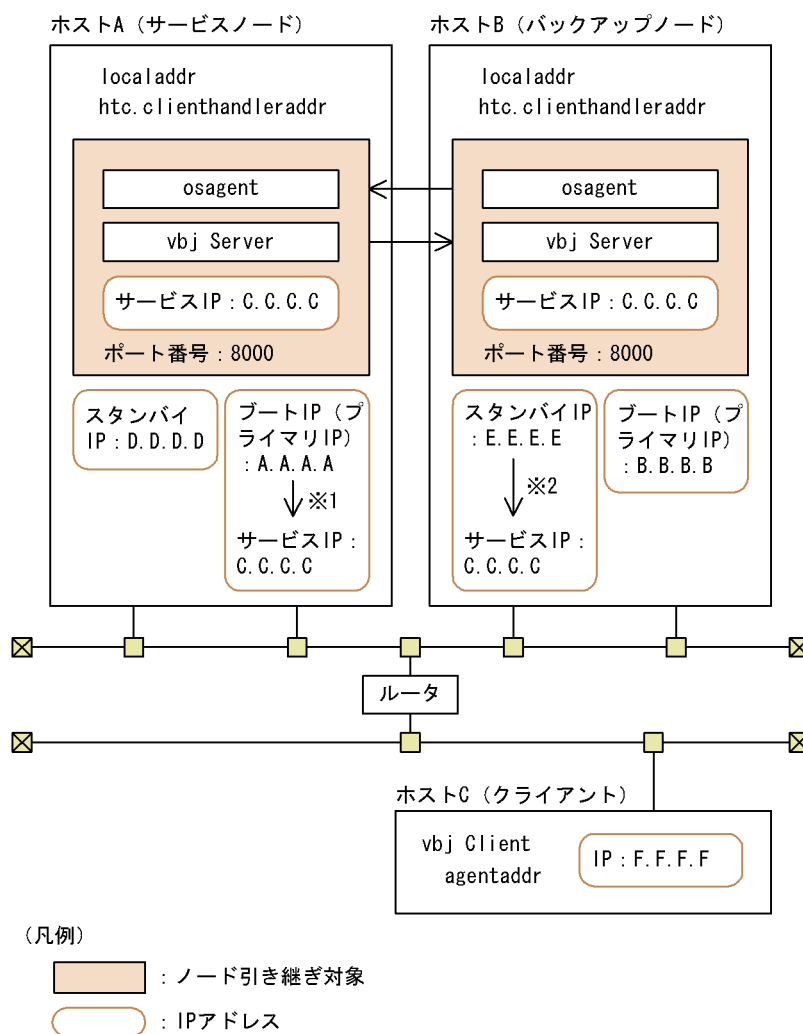 ホストA（サービスノード）
ホストB（バックアップノード）
localaddr
htc.clienthandleraddr
localaddr
htc.clienthandleraddr
osagent
osagent
vbj Server
vbj Server
サービスIP：C.C.C.C
サービスIP：C.C.C.C
ポート番号：8000
ポート番号：8000
スタンバイ
IP：D.D.D.D
ブートIP（プ
ライマリIP）
：A.A.A.A
※1
サービスIP：
C.C.C.C
スタンバイIP
：E.E.E.E
※2
サービスIP：
C.C.C.C
ブートIP（プ
ライマリIP）
：B.B.B.B
ルータ
ホストC（クライアント）
vbj Client
agentaddr
IP：F.F.F.F
（凡例）
：ノード引き継ぎ対象
：IPアドレス